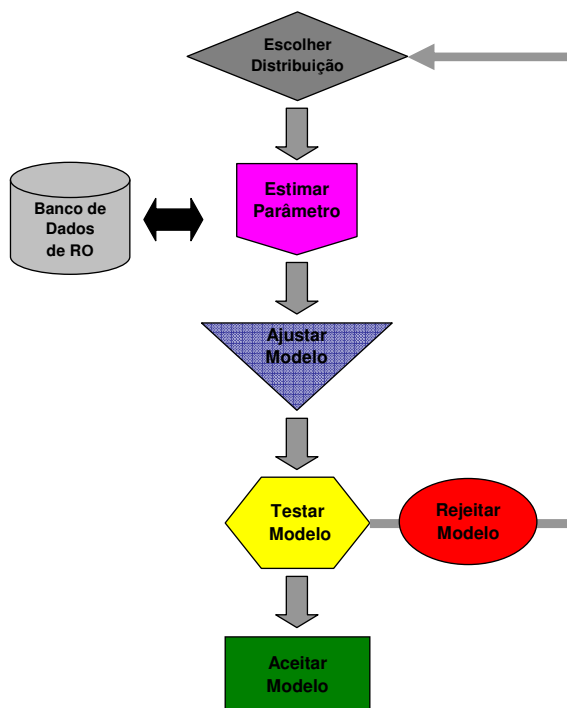 Escolher
Distribuição
Estimar
Parâmetro
Banco de
Dados
de RO
Ajustar
Modelo
Testar
Modelo
Rejeitar
Modelo
Aceitar
Modelo